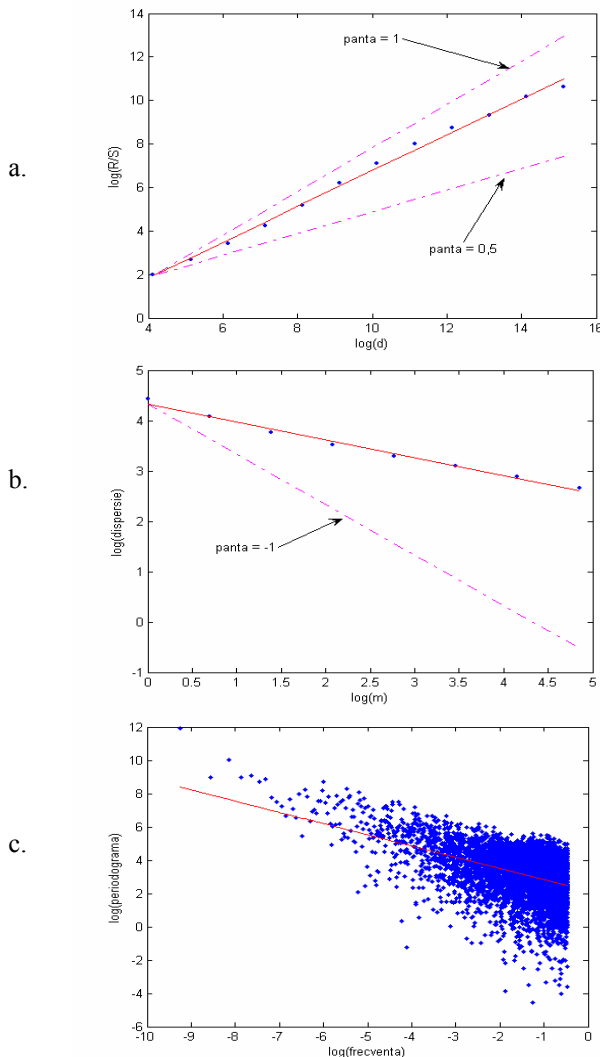 a.
log(R/S)
14
12
10
8
6
4
2
0
panta = 1
panta = 0,5
4 6 8 10 12 14 16
log(d)
b.
log(dispersie)
5
4
3
2
1
0
-1
panta = -1
0 0.5 1 1.5 2 2.5 3 3.5 4 4.5 5
log(m)
c.
log(periodograma)
12
10
8
6
4
2
0
-2
-4
-6
-10 -9 -8 -7 -6 -5 -4 -3 -2 -1 0
log(frecventa)